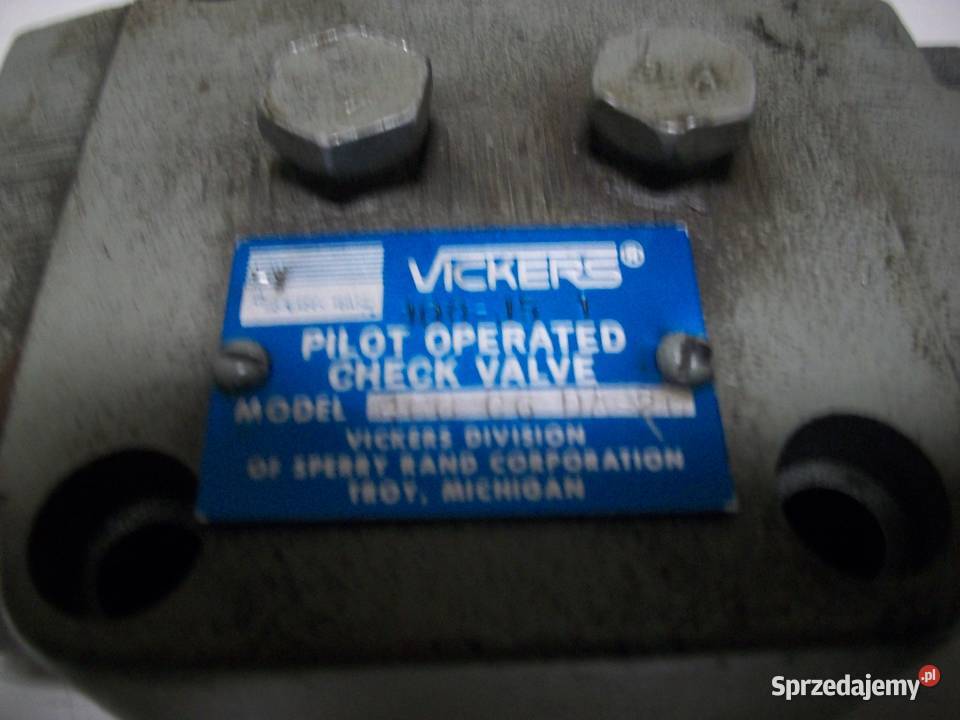 VICKERS®
PILOT OPERATED
CHECK VALVE
MODEL
VICKERS DIVISION
OF SPERRY RAND CORPORATION
TROY, MICHIGAN
Sprzedajemy.pl